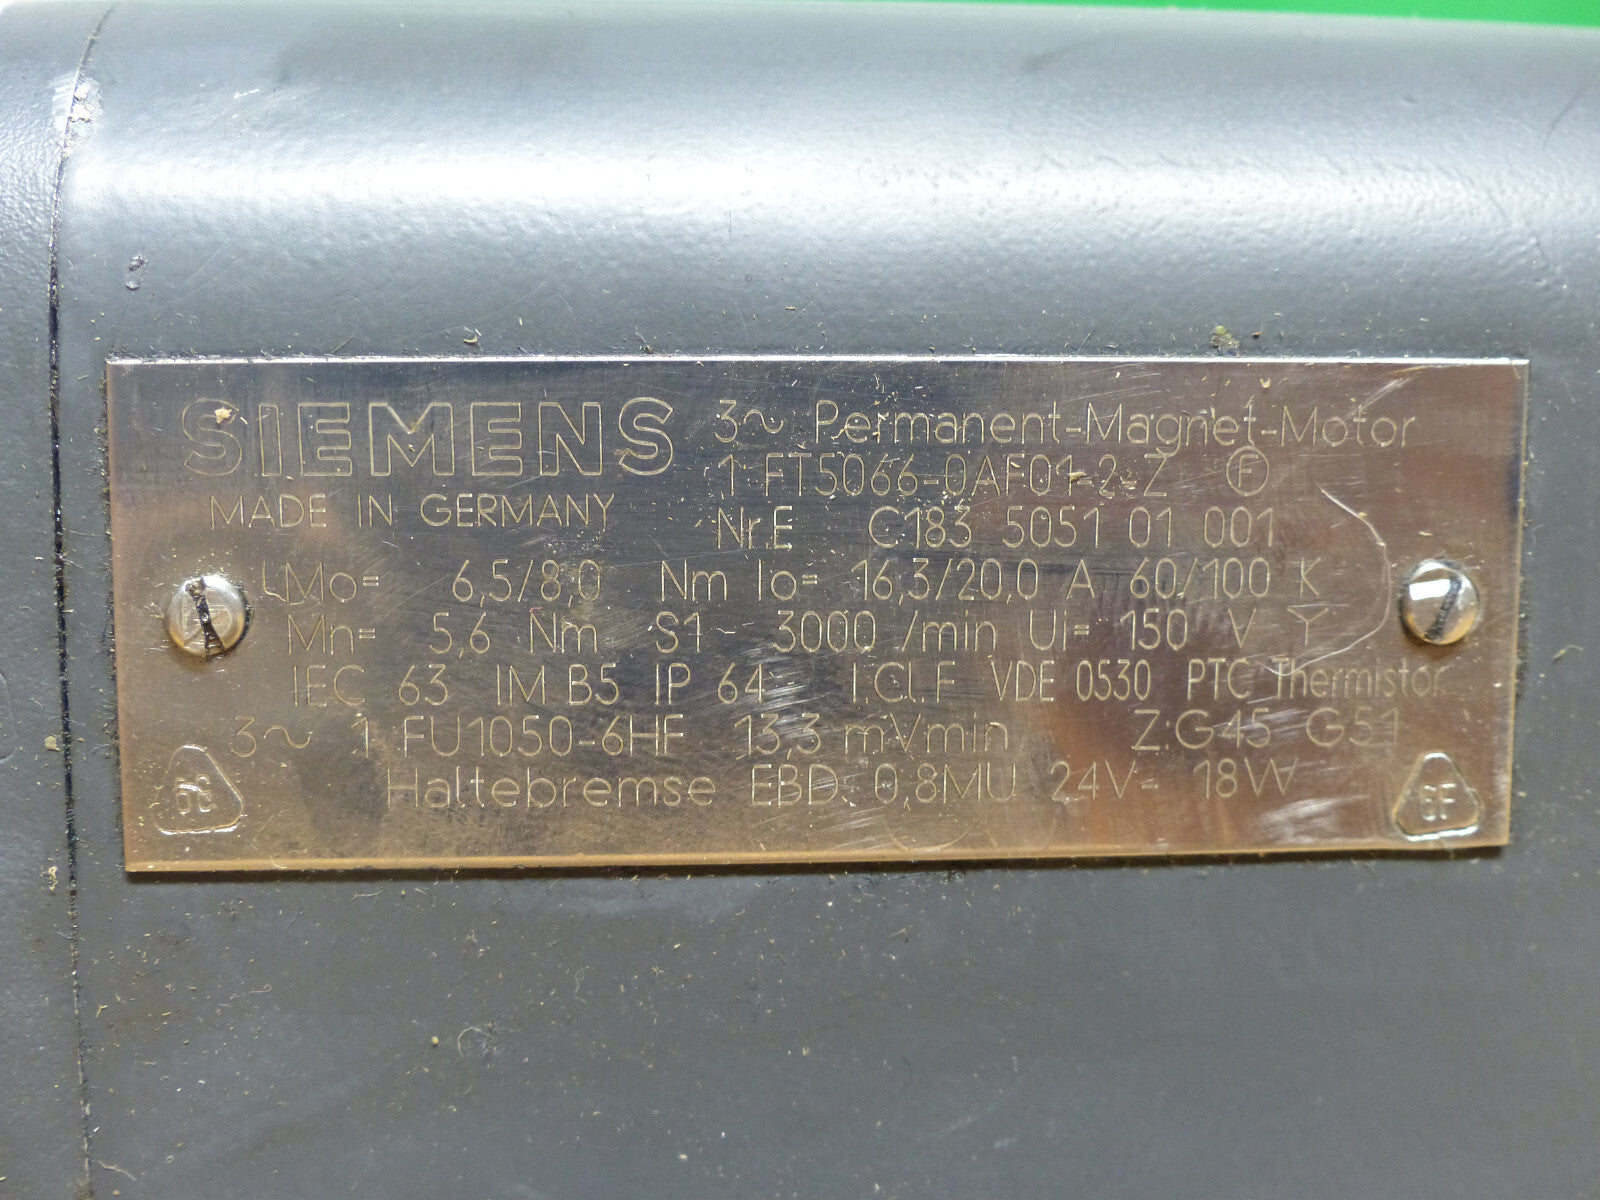 SIEMENS 3~ Permanent-Magnet-Motor
1 FT5066-0AF01-2-Z F
MADE IN GERMANY Nr.E C183 5051 01 001
Mo= 6,5/8,0 Nm Io= 16,3/20,0 A 60/100 K
Mn= 5,6 Nm S1- 3000 /min Ui= 150 V Y
IEC 63 IM B5 IP 64 I.Cl.F VDE 0530 PTC Thermistor
3~ 1 FU1050-6HF 13,3 mVmin Z:G45 G51
Haltebremse EBD 0,8MU 24V- 18W
6F